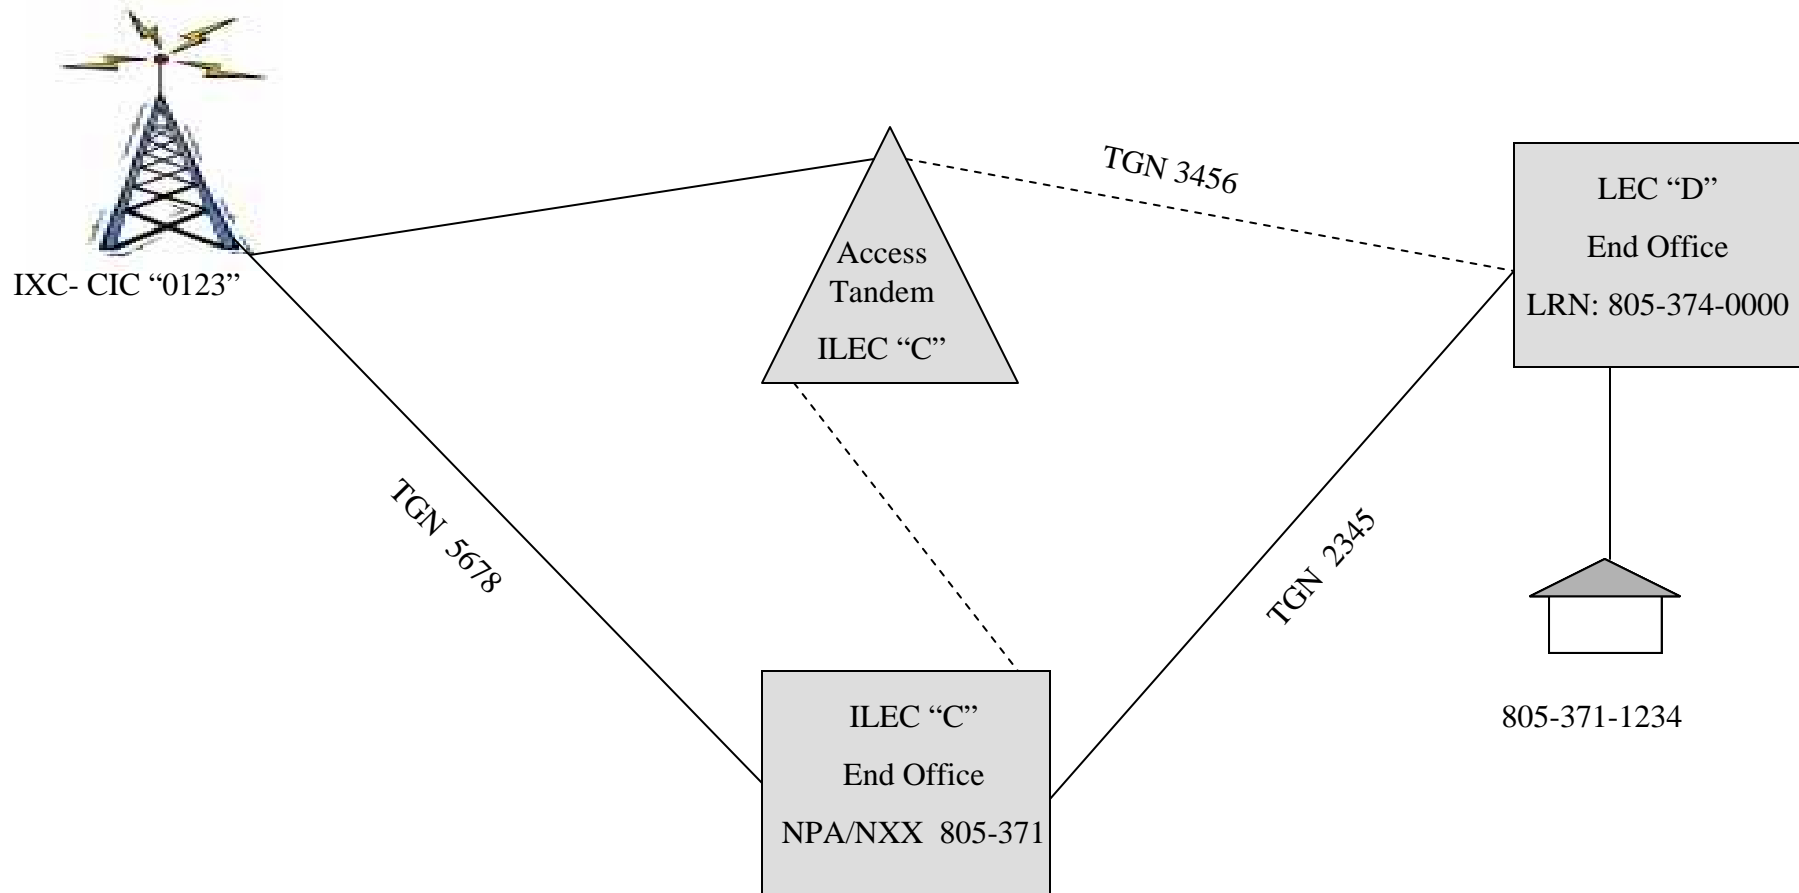 IXC- CIC “0123”
Access
Tandem
ILEC “C”
TGN 3456
LEC “D”
End Office
LRN: 805-374-0000
TGN 5678
TGN 2345
805-371-1234
ILEC “C”
End Office
NPA/NXX 805-371